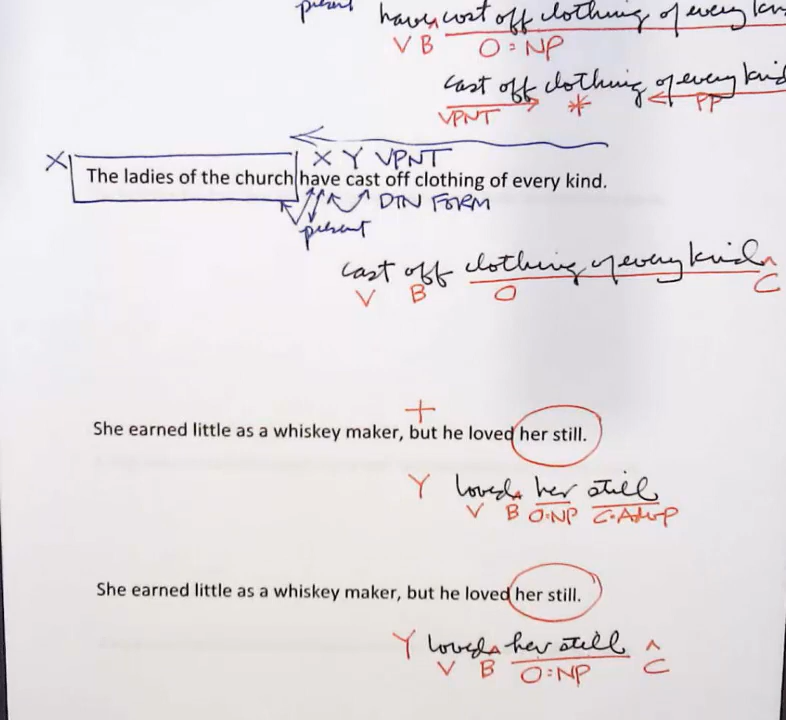 present have cast off clothing of every
V B O:NP
cast off clothing of every kind
VPNT * PP
X X Y VPNT
The ladies of the church have cast off clothing of every kind.
DTN FORM
present
cast off clothing of every kind
V B O C
+
She earned little as a whiskey maker, but he loved her still.
Y loved her still
V B O:NP C:AdvP
She earned little as a whiskey maker, but he loved her still.
Y loved her still
V B O:NP C